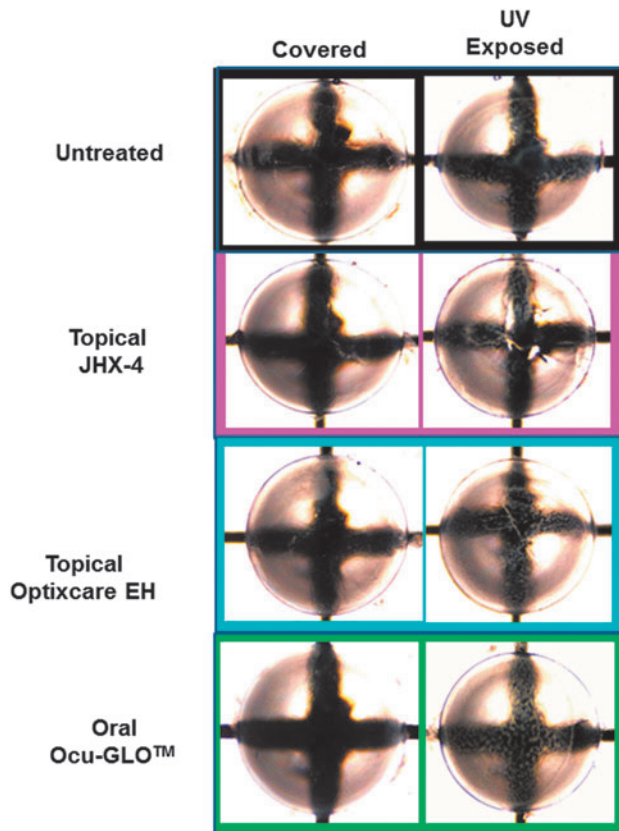 Covered
UV
Exposed
Untreated
Topical
JHX-4
Topical
Optixcare EH
Oral
Ocu-GLO™